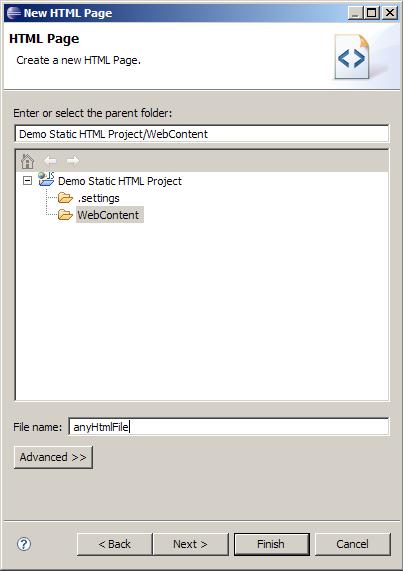 New HTML Page
HTML Page
Create a new HTML Page.
Enter or select the parent folder:
Demo Static HTML Project/WebContent
Demo Static HTML Project
.settings
WebContent
File name: anyHtmlFile
Advanced >>
? < Back Next > Finish Cancel